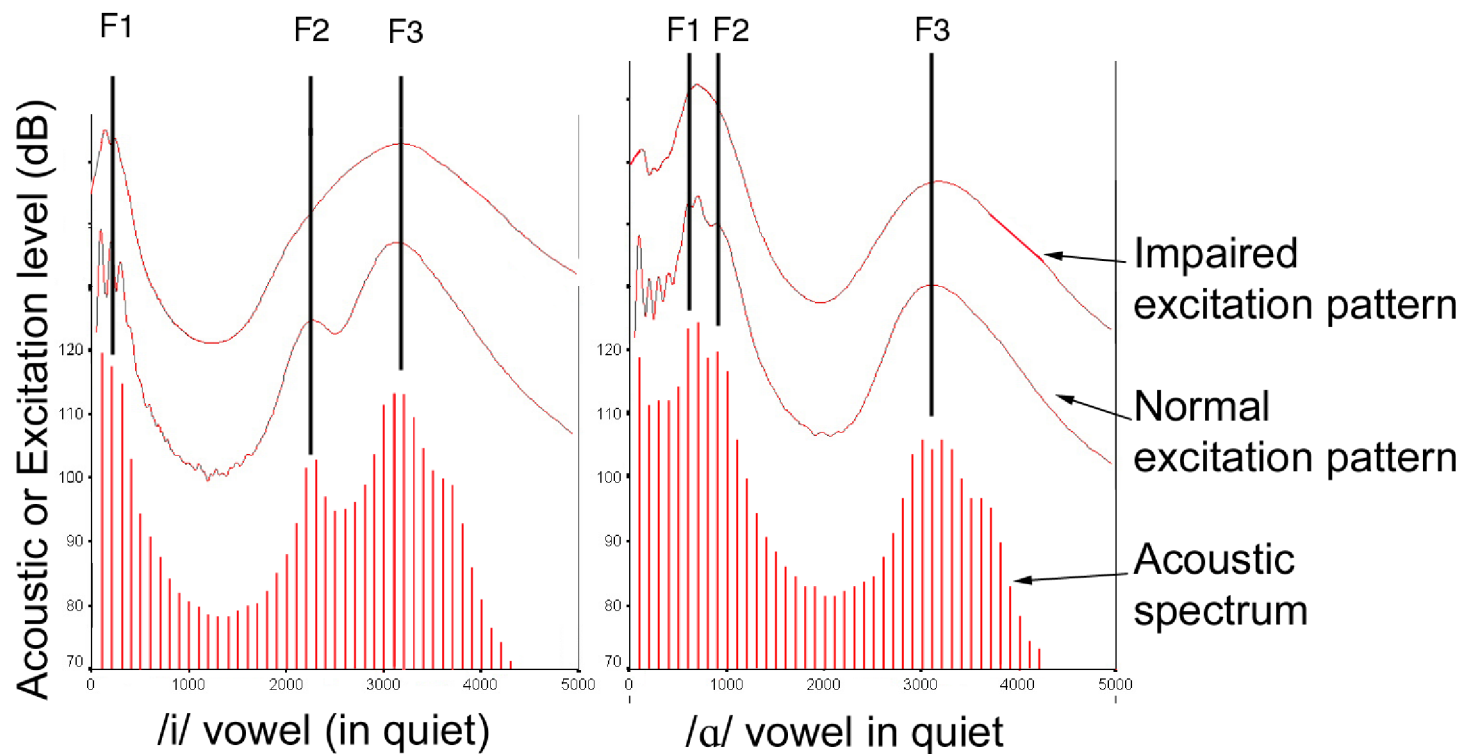 F1 F2 F3
F1 F2 F3
Acoustic or Excitation level (dB)
120
110
100
90
80
70
0 1000 2000 3000 4000 5000
/i/ vowel (in quiet)
120
110
100
90
80
70
0 1000 2000 3000 4000 5000
/ɑ/ vowel in quiet
Impaired
excitation pattern
Normal
excitation pattern
Acoustic
spectrum